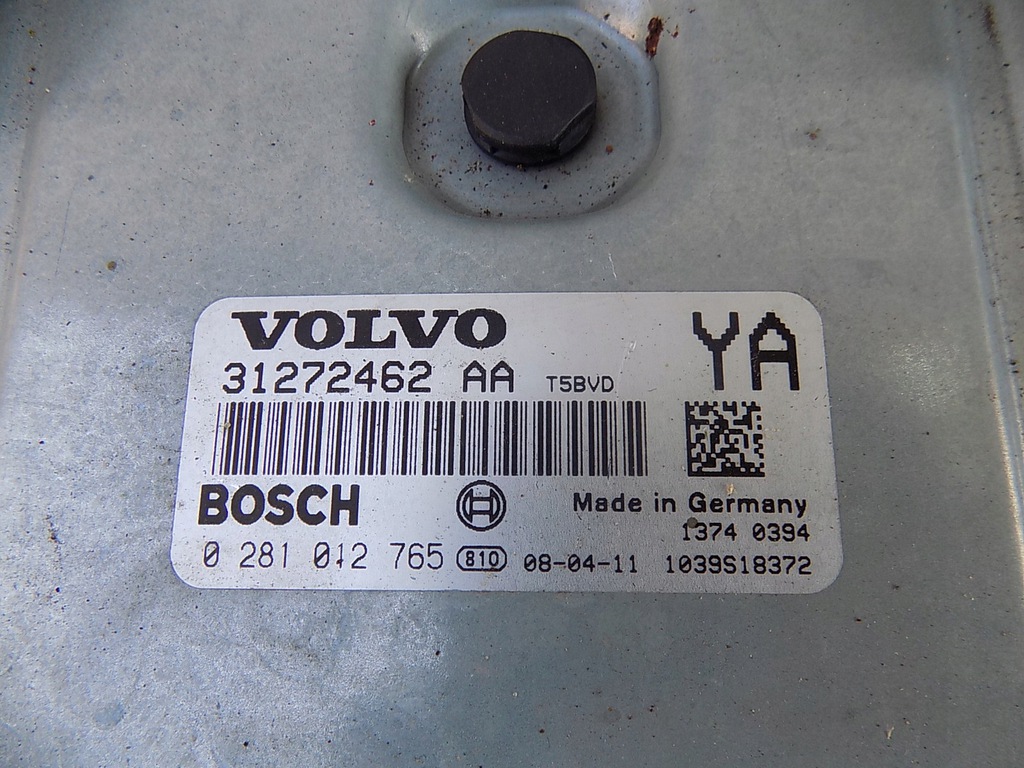 VOLVO
31272462 AA T5BVD
YA
BOSCH
Made in Germany
1374 0394
0 281 012 765 810 08-04-11 1039S18372